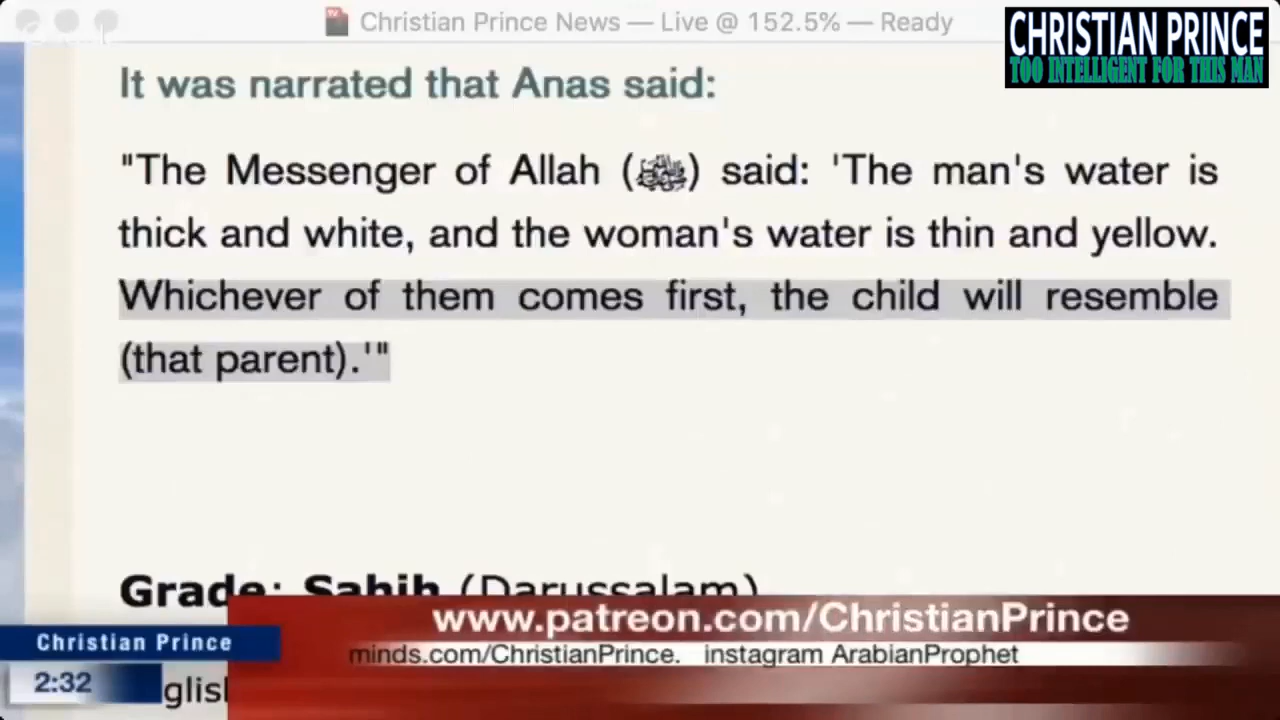 Christian Prince News — Live @ 152.5% — Ready
CHRISTIAN PRINCE
TOO INTELLIGENT FOR THIS MAN
It was narrated that Anas said:
"The Messenger of Allah (ﷺ) said: 'The man's water is
thick and white, and the woman's water is thin and yellow.
Whichever of them comes first, the child will resemble
(that parent).'"
Grade: Sahih (Darussalam)
www.patreon.com/ChristianPrince
Christian Prince
minds.com/ChristianPrince. instagram ArabianProphet
2:32
glish